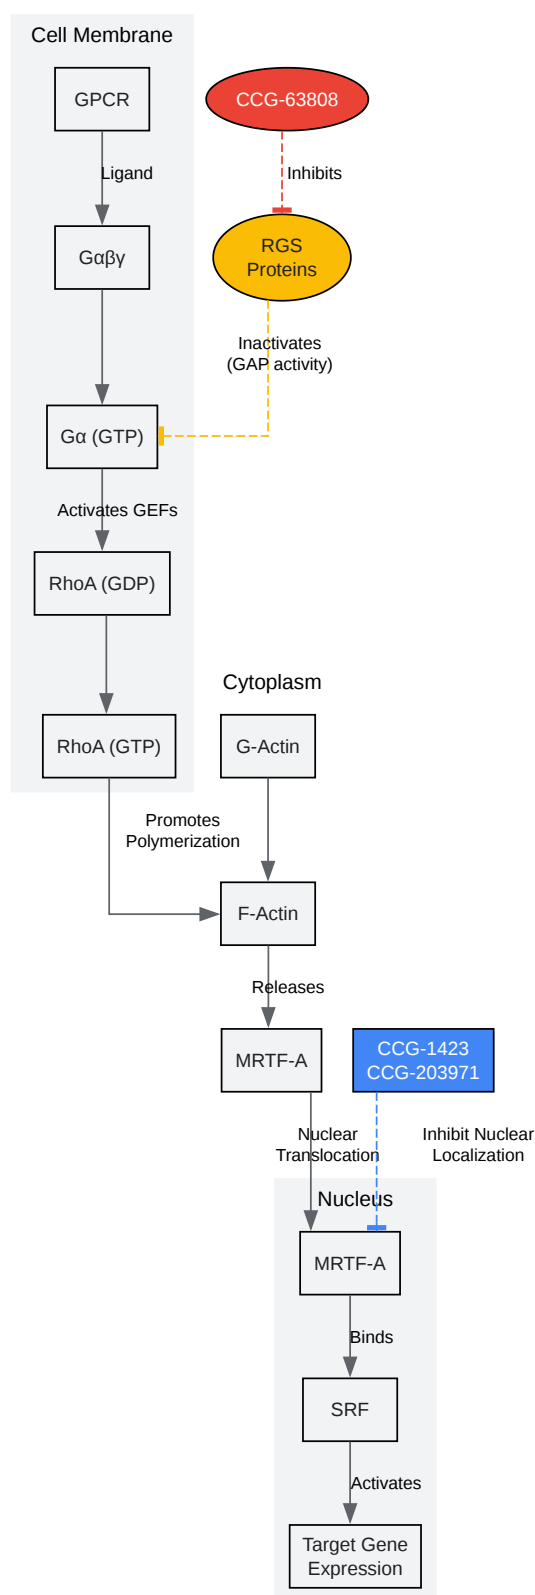 Cell Membrane
GPCR
CCG-63808
Ligand
Inhibits
Gαβγ
RGS
Proteins
Inactivates
(GAP activity)
Gα (GTP)
Activates GEFs
RhoA (GDP)
Cytoplasm
RhoA (GTP)
G-Actin
Promotes
Polymerization
F-Actin
Releases
MRTF-A
CCG-1423
CCG-203971
Nuclear
Translocation
Inhibit Nuclear
Localization
Nucleus
MRTF-A
Binds
SRF
Activates
Target Gene
Expression